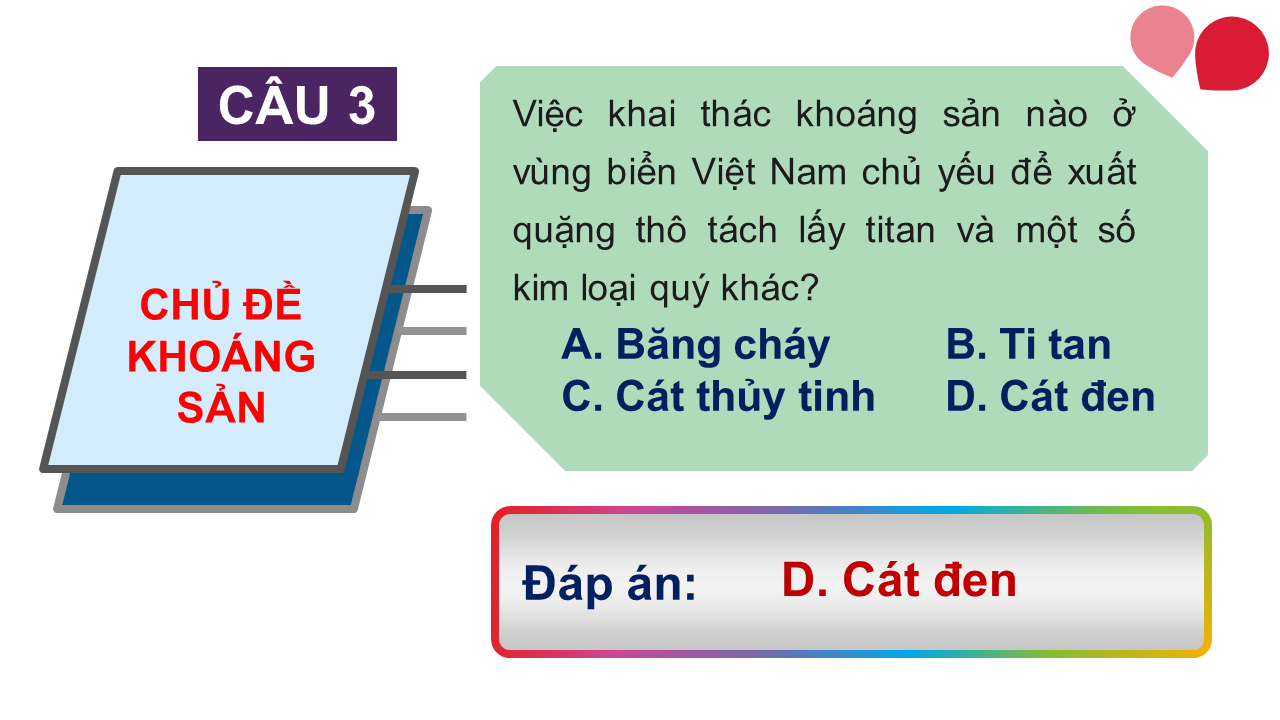 CÂU 3
CHỦ ĐỀ
KHOÁNG
SẢN
Việc khai thác khoáng sản nào ở
vùng biển Việt Nam chủ yếu để xuất
quặng thô tách lấy titan và một số
kim loại quý khác?
A. Băng cháy B. Ti tan
C. Cát thủy tinh D. Cát đen
Đáp án: D. Cát đen